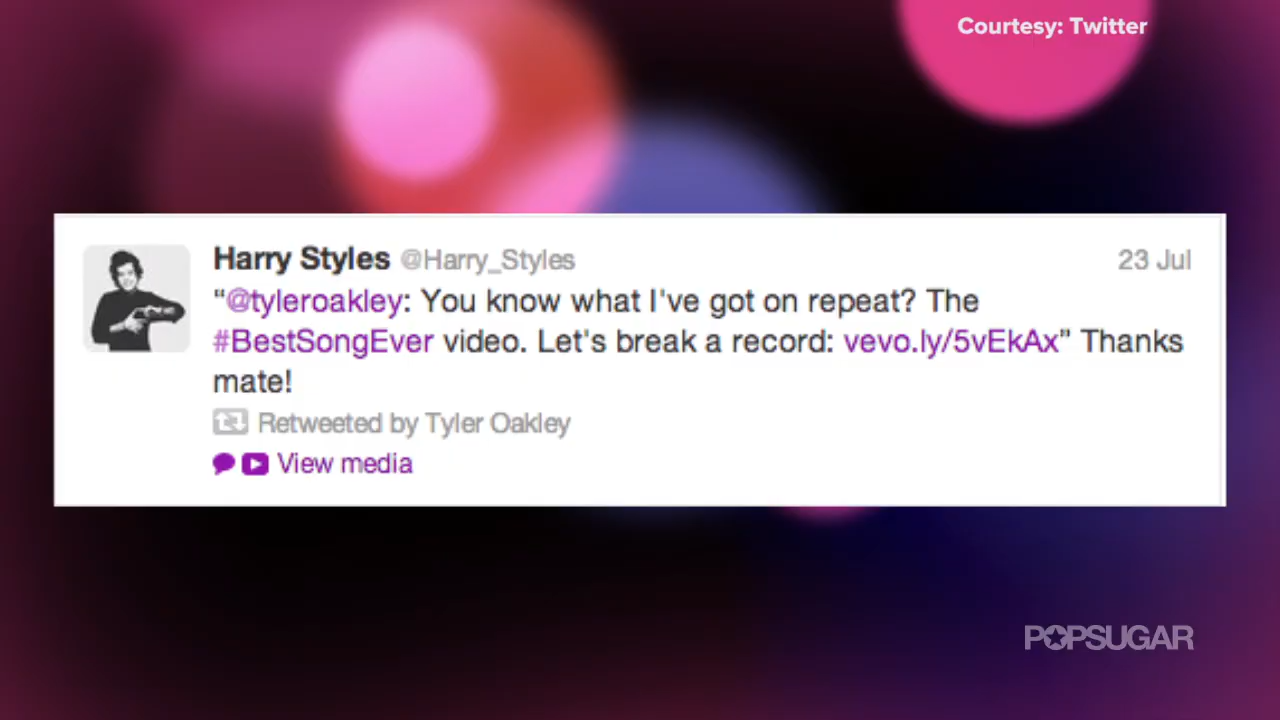 Courtesy: Twitter
Harry Styles @Harry_Styles 23 Jul
“@tyleroakley: You know what I've got on repeat? The
#BestSongEver video. Let's break a record: vevo.ly/5vEkAx” Thanks
mate!
Retweeted by Tyler Oakley
View media
POPSUGAR